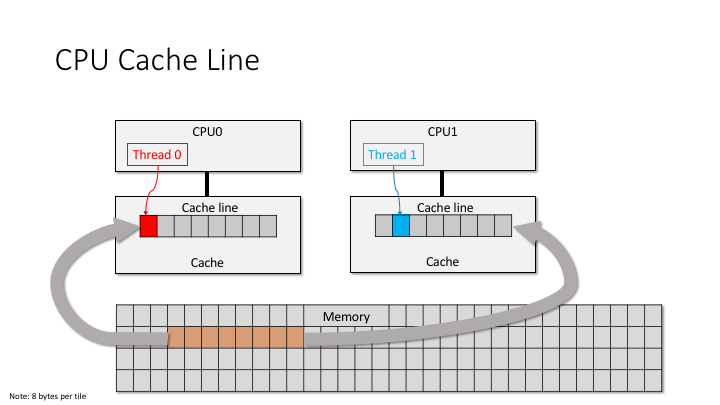 CPU Cache Line
CPU0
CPU1
Thread 0
Thread 1
Cache line
Cache line
Cache
Cache
Memory
Note: 8 bytes per tile